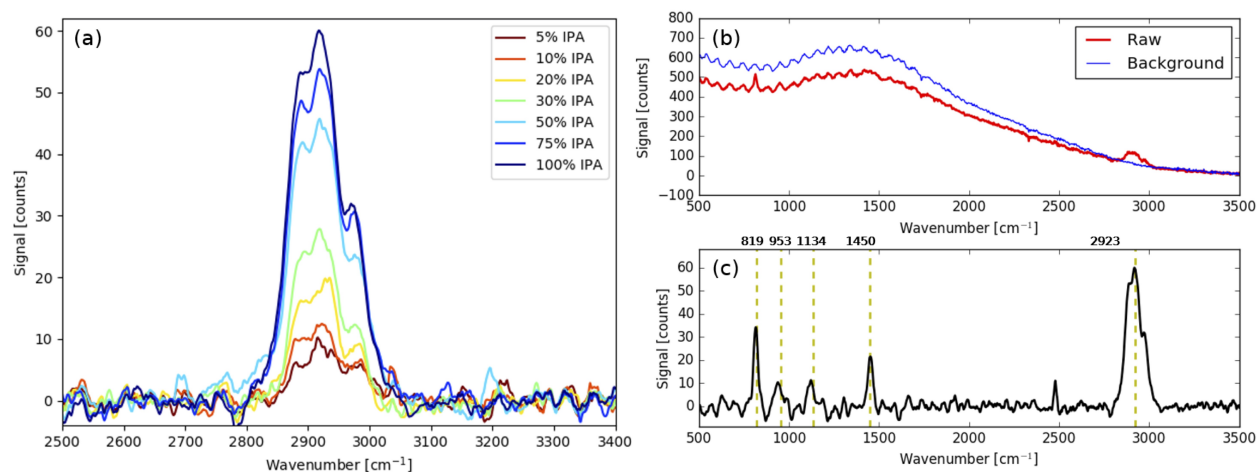 (a)
60
50
40
30
20
10
0
Signal [counts]
5% IPA
10% IPA
20% IPA
30% IPA
50% IPA
75% IPA
100% IPA
2500 2600 2700 2800 2900 3000 3100 3200 3300 3400
Wavenumber [cm⁻¹]
(b)
800
700
600
500
400
300
200
100
0
−100
Signal [counts]
Raw
Background
500 1000 1500 2000 2500 3000 3500
Wavenumber [cm⁻¹]
819 953 1134 1450 2923
(c)
60
50
40
30
20
10
0
Signal [counts]
500 1000 1500 2000 2500 3000 3500
Wavenumber [cm⁻¹]